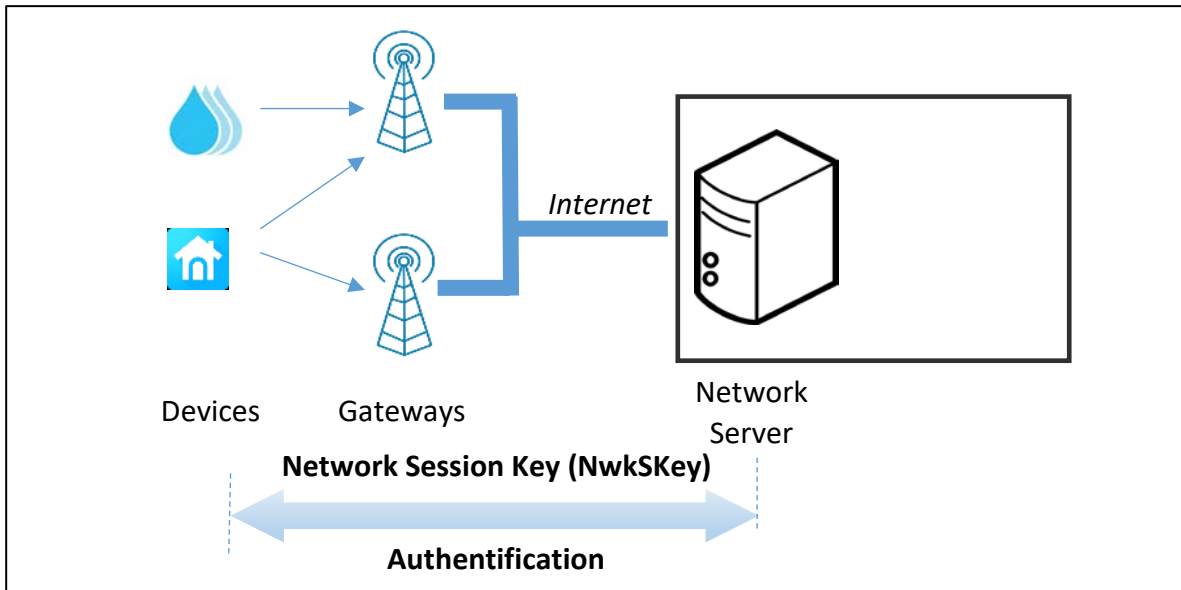 Internet
Devices
Gateways
Network
Server
Network Session Key (NwkSKey)
Authentification